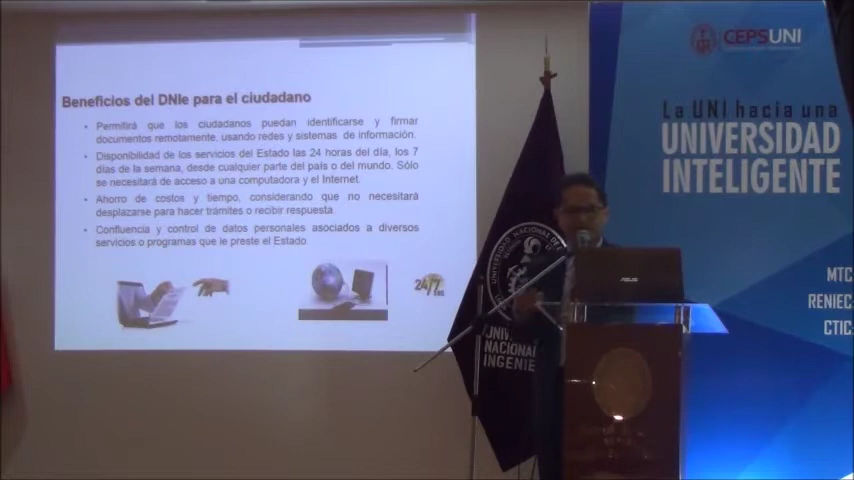 Beneficios del DNIe para el ciudadano
• Permitirá que los ciudadanos puedan identificarse y firmar
documentos remotamente, usando redes y sistemas de información.
• Disponibilidad de los servicios del Estado las 24 horas del día, los 7
días de la semana, desde cualquier parte del país o del mundo. Sólo
se necesitará de acceso a una computadora y el Internet.
• Ahorro de costos y tiempo, considerando que no necesitará
desplazarse para hacer trámites o recibir respuesta
• Confluencia y control de datos personales asociados a diversos
servicios o programas que le preste el Estado
24/7
CEPSUNI
La UNI hacia una
UNIVERSIDAD
INTELIGENTE
MTC
RENIEC
CTIC
ASUS
UNIVERSIDAD NACIONAL DE
UNIV
NACIONAL
INGENIE